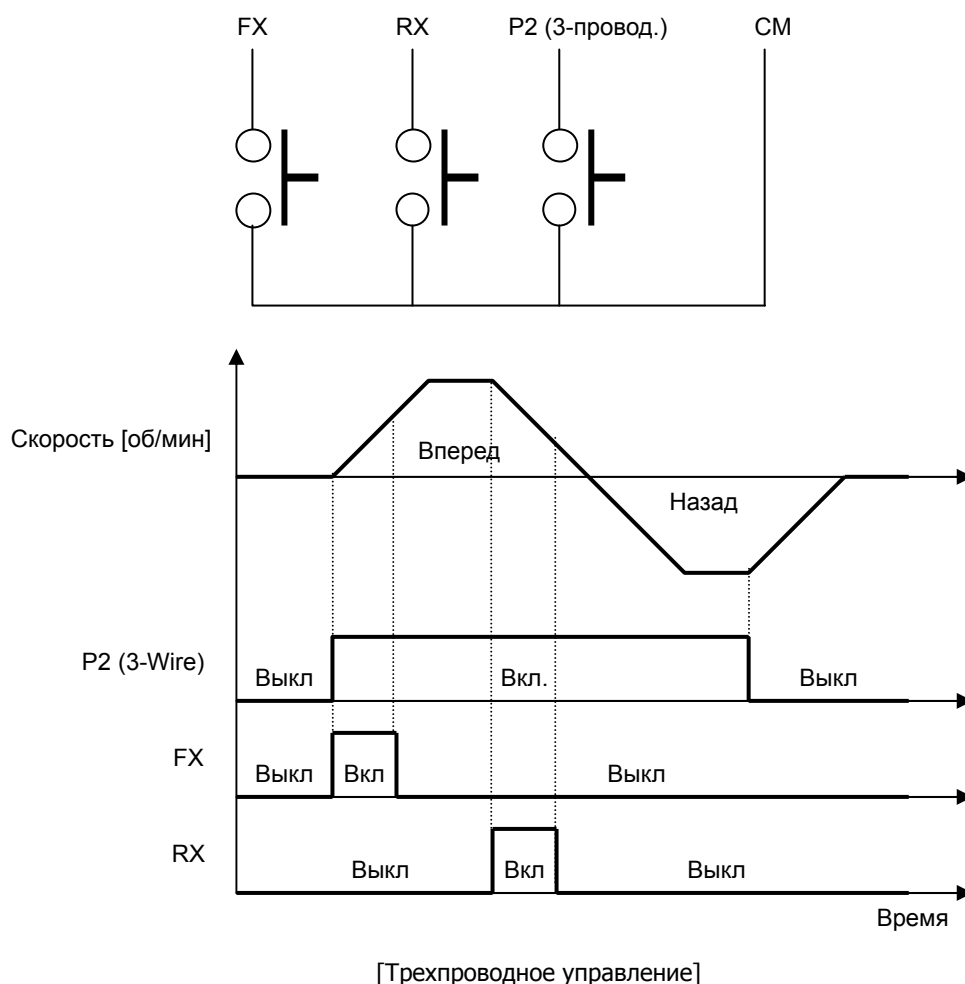 FX RX P2 (3-провод.) CM
Скорость [об/мин]
Вперед
Назад
P2 (3-Wire)
Выкл Вкл. Выкл
FX
Выкл Вкл Выкл
RX
Выкл Вкл Выкл
Время
[Трехпроводное управление]